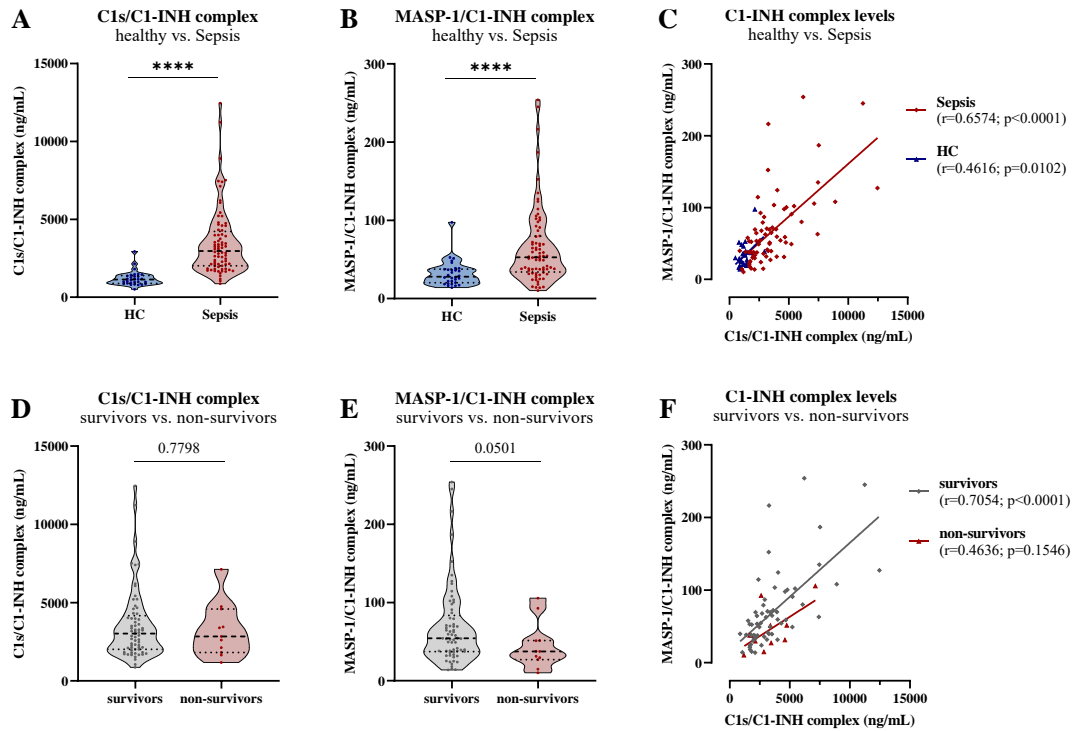 A
C1s/C1-INH complex
healthy vs. Sepsis
C1s/C1-INH complex (ng/mL)
15000
10000
5000
0
****
HC
Sepsis
B
MASP-1/C1-INH complex
healthy vs. Sepsis
MASP-1/C1-INH complex (ng/mL)
300
200
100
0
****
HC
Sepsis
C
C1-INH complex levels
healthy vs. Sepsis
MASP-1/C1-INH complex (ng/mL)
300
200
100
0
0
5000
10000
15000
C1s/C1-INH complex (ng/mL)
Sepsis
(r=0.6574; p<0.0001)
HC
(r=0.4616; p=0.0102)
D
C1s/C1-INH complex
survivors vs. non-survivors
C1s/C1-INH complex (ng/mL)
15000
10000
5000
0
0.7798
survivors
non-survivors
E
MASP-1/C1-INH complex
survivors vs. non-survivors
MASP-1/C1-INH complex (ng/mL)
300
200
100
0
0.0501
survivors
non-survivors
F
C1-INH complex levels
survivors vs. non-survivors
MASP-1/C1-INH complex (ng/mL)
300
200
100
0
0
5000
10000
15000
C1s/C1-INH complex (ng/mL)
survivors
(r=0.7054; p<0.0001)
non-survivors
(r=0.4636; p=0.1546)